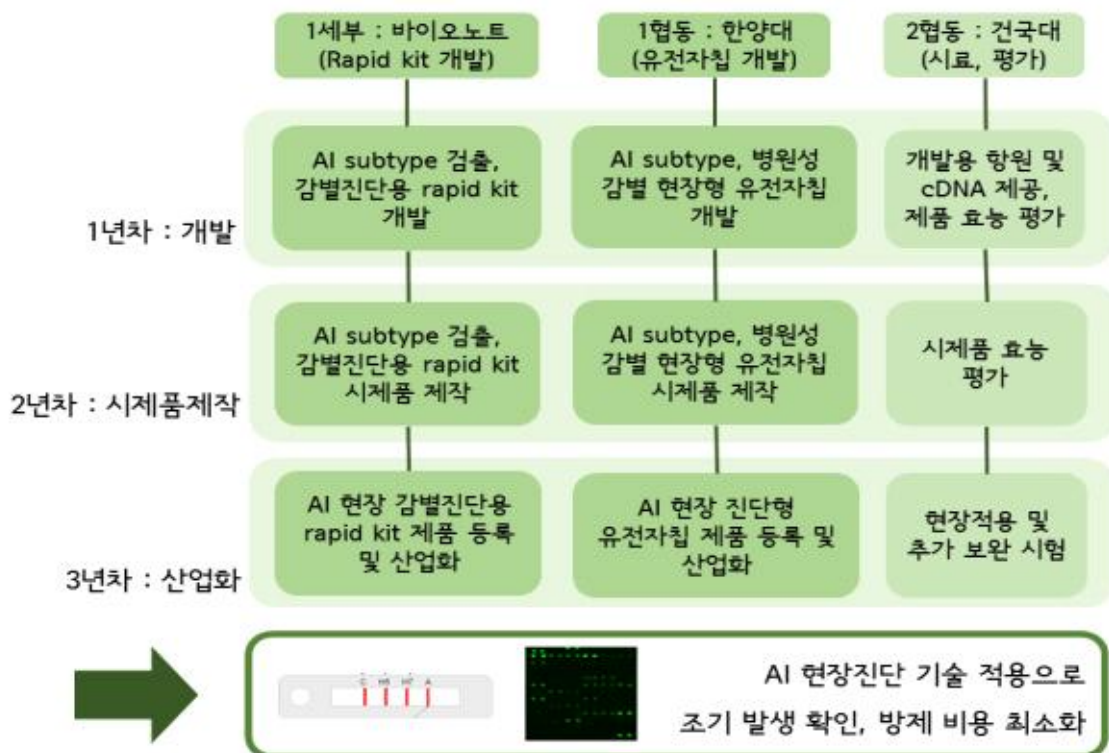 1세부 : 바이오노트
(Rapid kit 개발)
1협동 : 한양대
(유전자칩 개발)
2협동 : 건국대
(시료, 평가)
1년차 : 개발
AI subtype 검출,
감별진단용 rapid kit
개발
AI subtype, 병원성
감별 현장형 유전자칩
개발
개발용 항원 및
cDNA 제공,
제품 효능 평가
2년차 : 시제품제작
AI subtype 검출,
감별진단용 rapid kit
시제품 제작
AI subtype, 병원성
감별 현장형 유전자칩
시제품 제작
시제품 효능
평가
3년차 : 산업화
AI 현장 감별진단용
rapid kit 제품 등록
및 산업화
AI 현장 진단형
유전자칩 제품 등록 및
산업화
현장적용 및
추가 보완 시험
C H5 H7 A
AI 현장진단 기술 적용으로
조기 발생 확인, 방제 비용 최소화